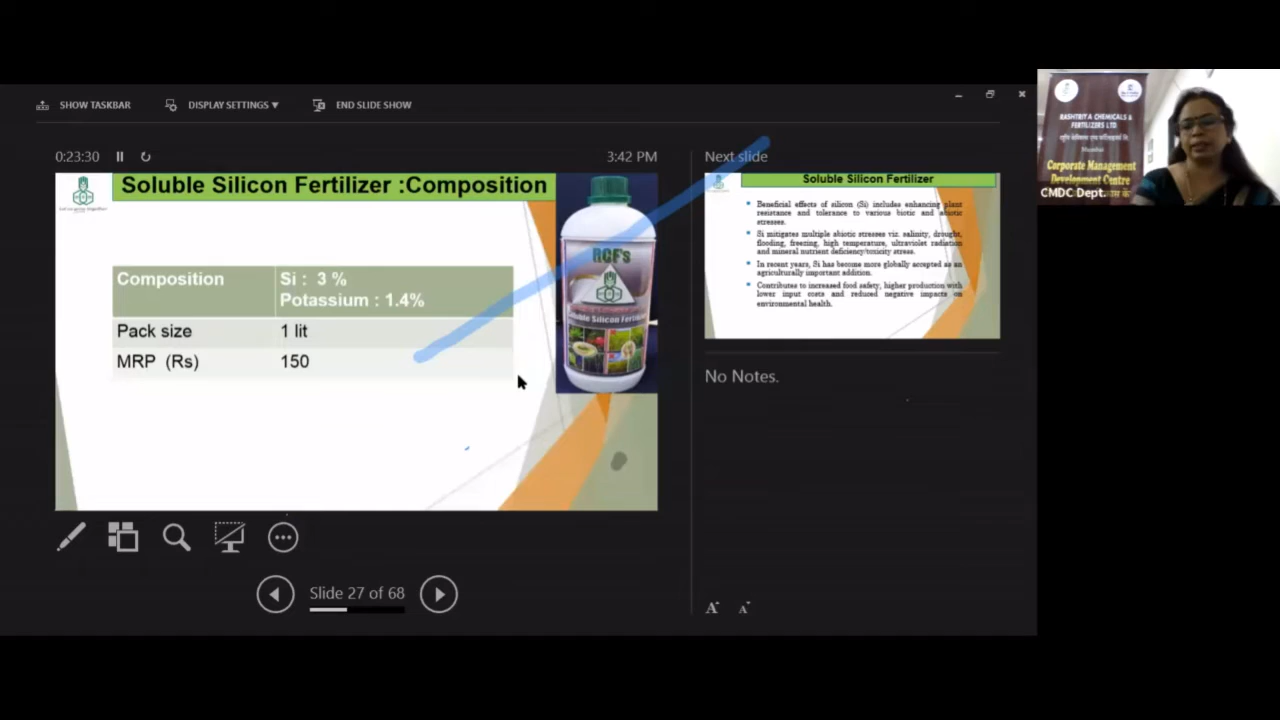 SHOW TASKBAR
DISPLAY SETTINGS ▼
END SLIDE SHOW
0:23:30
3:42 PM
Next slide
Soluble Silicon Fertilizer :Composition
Composition
Si : 3 %
Potassium : 1.4%
Pack size
1 lit
MRP (Rs)
150
RCF's
Soluble Silicon Fertilizer
Soluble Silicon Fertilizer
Beneficial effects of silicon (Si) includes enhancing plant
resistance and tolerance to various biotic and abiotic
stresses.
Si mitigates multiple abiotic stresses viz. salinity, drought,
flooding, freezing, high temperature, ultraviolet radiation
and mineral nutrient deficiency/toxicity stress.
In recent years, Si has become more globally accepted as an
agriculturally important addition.
Contributes to increased food safety, higher production with
lower input costs and reduced negative impacts on
environmental health.
No Notes.
Slide 27 of 68
A A
RASHTRIYA CHEMICALS &
FERTILIZERS LTD
Mumbai
Corporate Management
Development Centre
CMDC Dept.